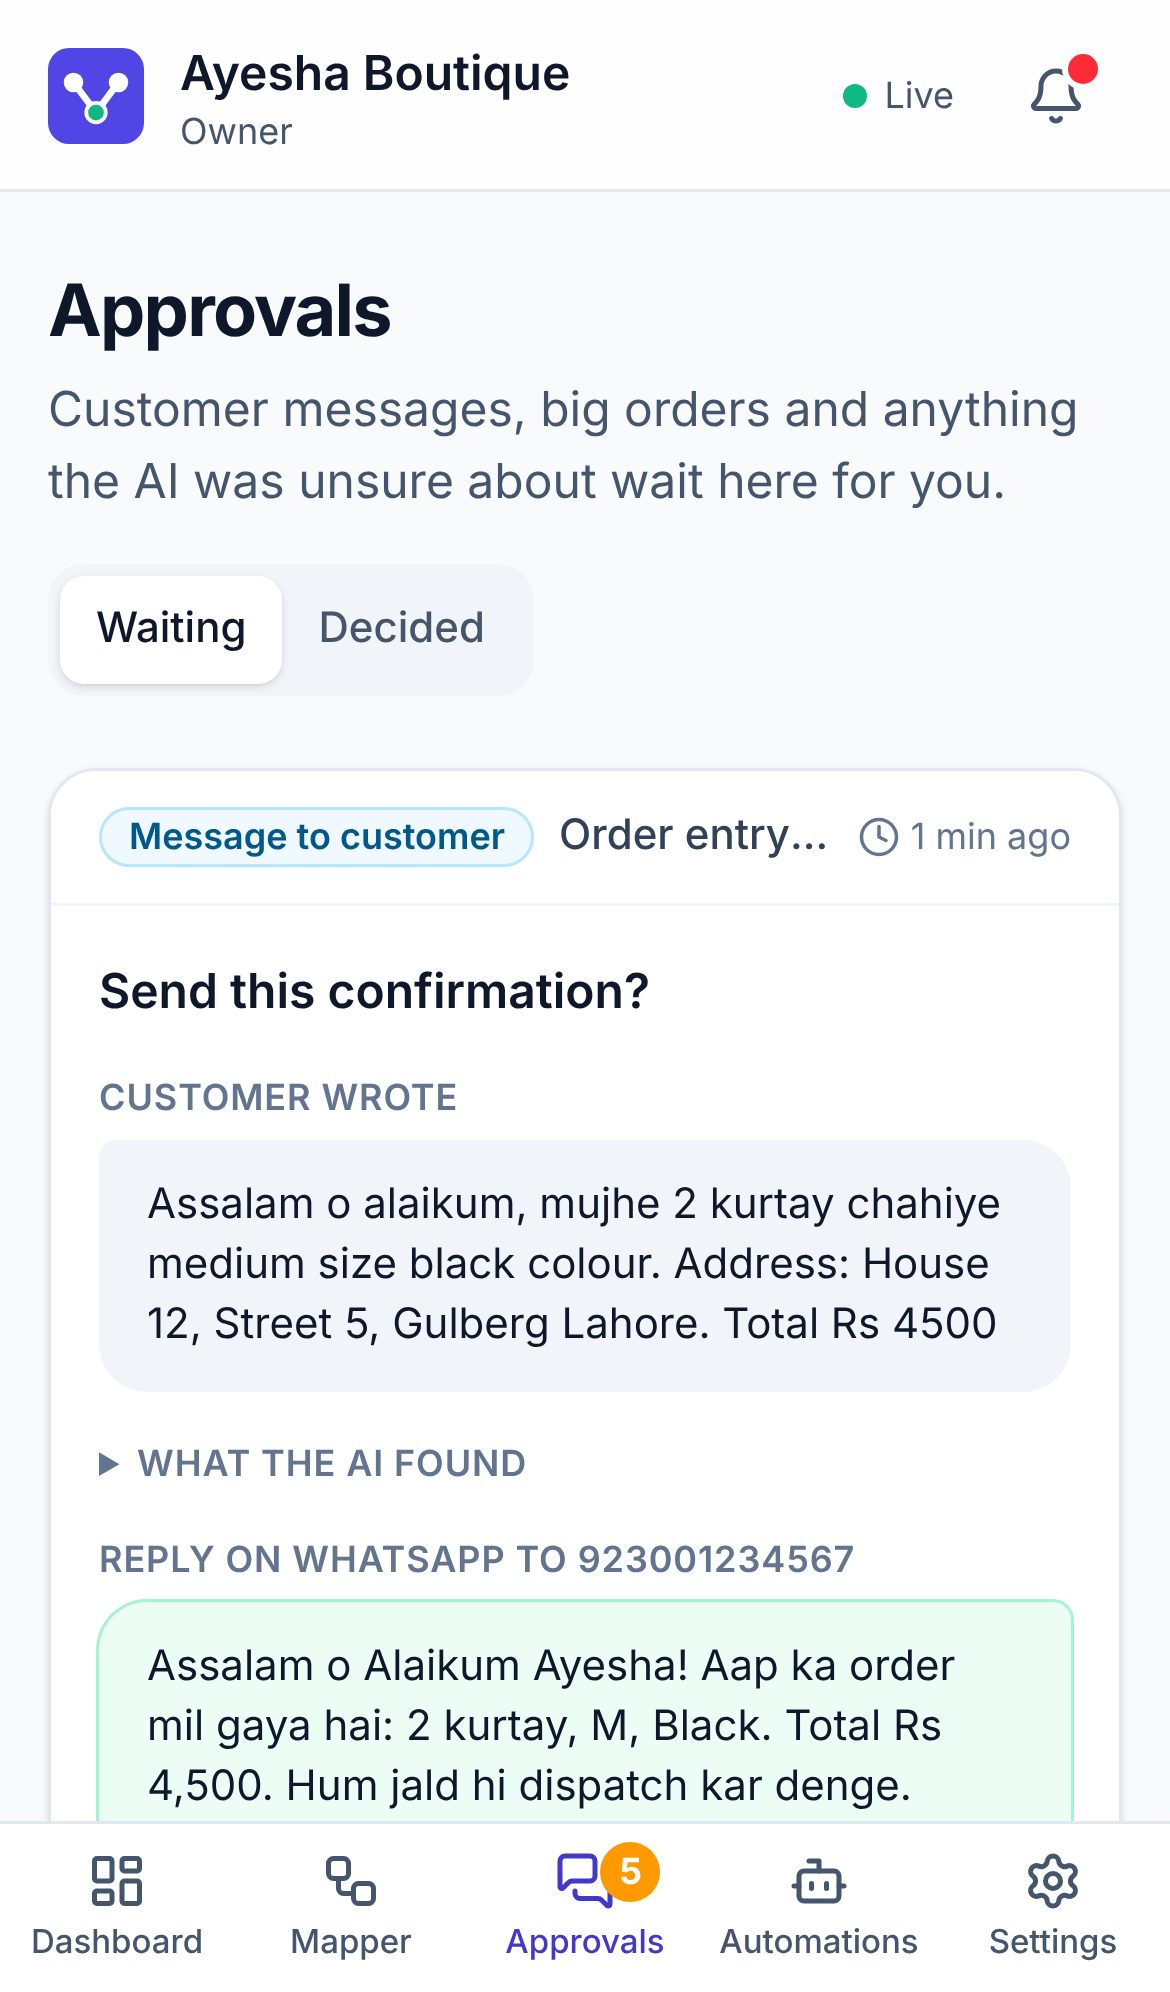 Ayesha Boutique
Owner
Live
Approvals
Customer messages, big orders and anything
the AI was unsure about wait here for you.
Waiting
Decided
Message to customer
Order entry...
1 min ago
Send this confirmation?
CUSTOMER WROTE
Assalam o alaikum, mujhe 2 kurtay chahiye
medium size black colour. Address: House
12, Street 5, Gulberg Lahore. Total Rs 4500
WHAT THE AI FOUND
REPLY ON WHATSAPP TO 923001234567
Assalam o Alaikum Ayesha! Aap ka order
mil gaya hai: 2 kurtay, M, Black. Total Rs
4,500. Hum jald hi dispatch kar denge.
5
Dashboard
Mapper
Approvals
Automations
Settings